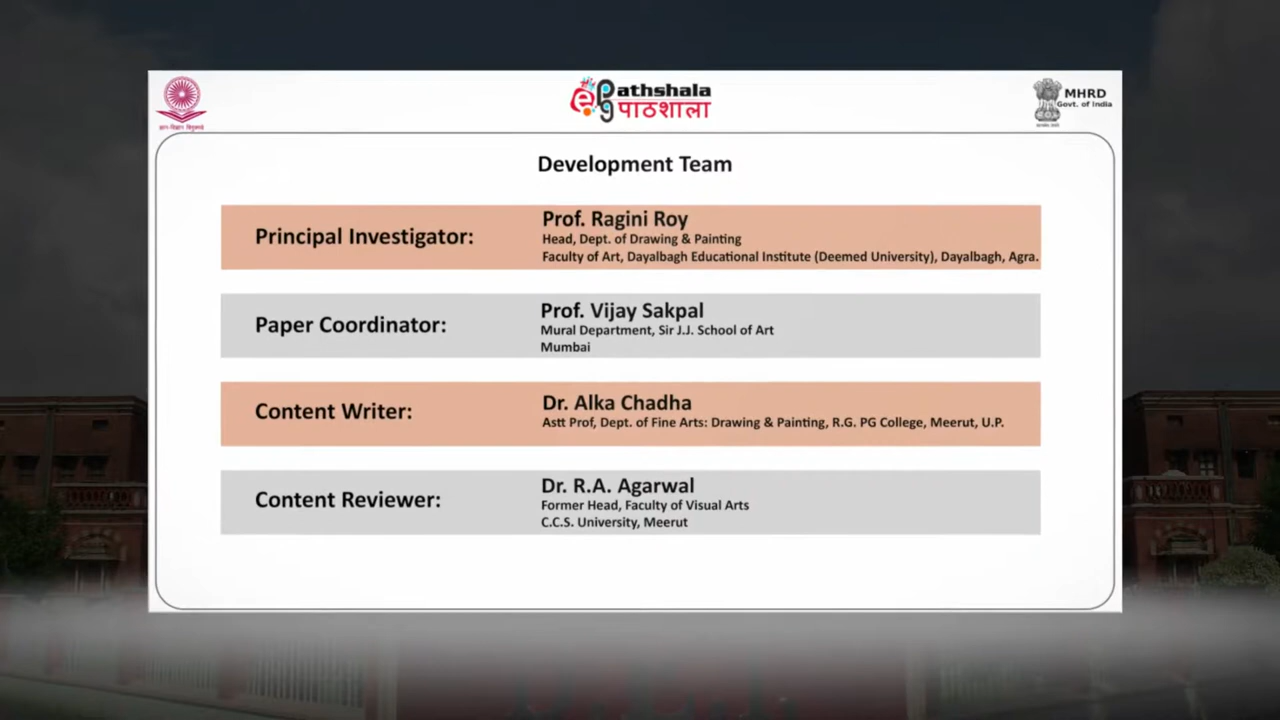 ज्ञान-विज्ञान विमुक्तये
ePathshala
पाठशाला
MHRD
Govt. of India
Development Team
Principal Investigator:
Prof. Ragini Roy
Head, Dept. of Drawing & Painting
Faculty of Art, Dayalbagh Educational Institute (Deemed University), Dayalbagh, Agra.
Paper Coordinator:
Prof. Vijay Sakpal
Mural Department, Sir J.J. School of Art
Mumbai
Content Writer:
Dr. Alka Chadha
Astt Prof, Dept. of Fine Arts: Drawing & Painting, R.G. PG College, Meerut, U.P.
Content Reviewer:
Dr. R.A. Agarwal
Former Head, Faculty of Visual Arts
C.C.S. University, Meerut